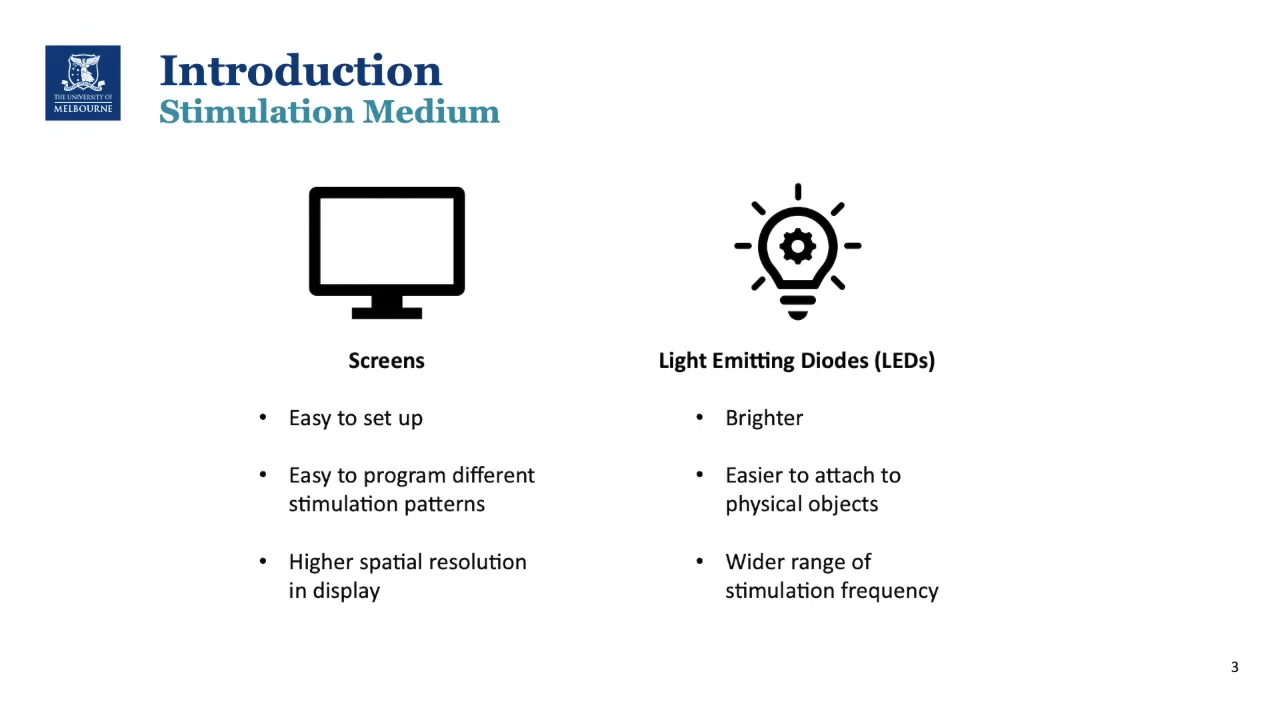 THE UNIVERSITY OF
MELBOURNE
Introduction
Stimulation Medium
Screens
• Easy to set up
• Easy to program different
stimulation patterns
• Higher spatial resolution
in display
Light Emitting Diodes (LEDs)
• Brighter
• Easier to attach to
physical objects
• Wider range of
stimulation frequency
3